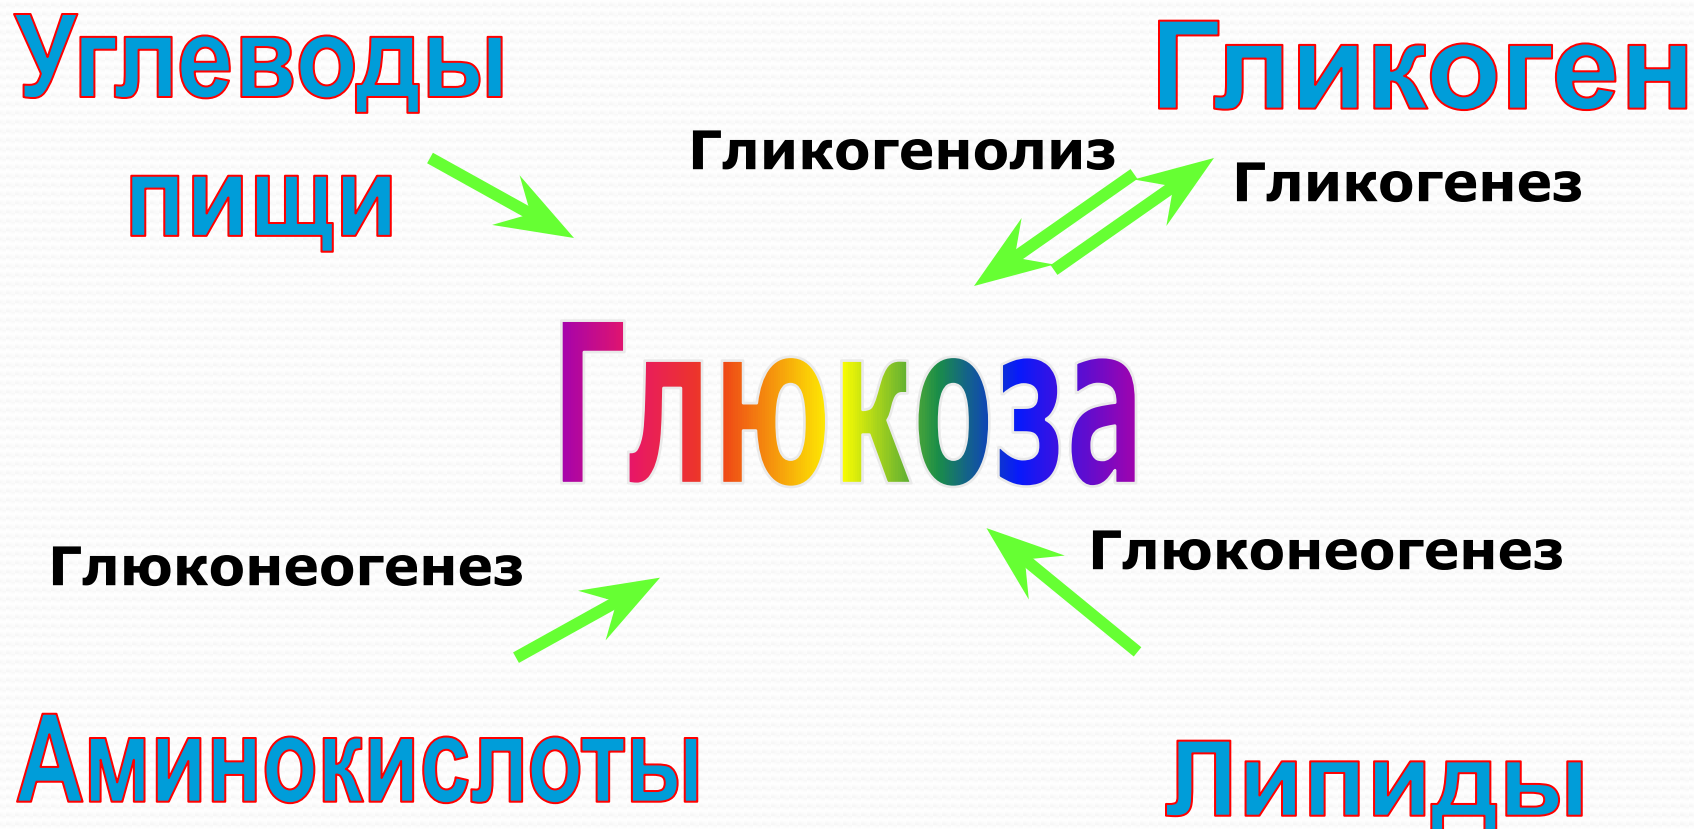 Углеводы
пищи
Гликоген
Гликогенолиз
Гликогенез
Глюкоза
Глюконеогенез
Глюконеогенез
Аминокислоты
Липиды